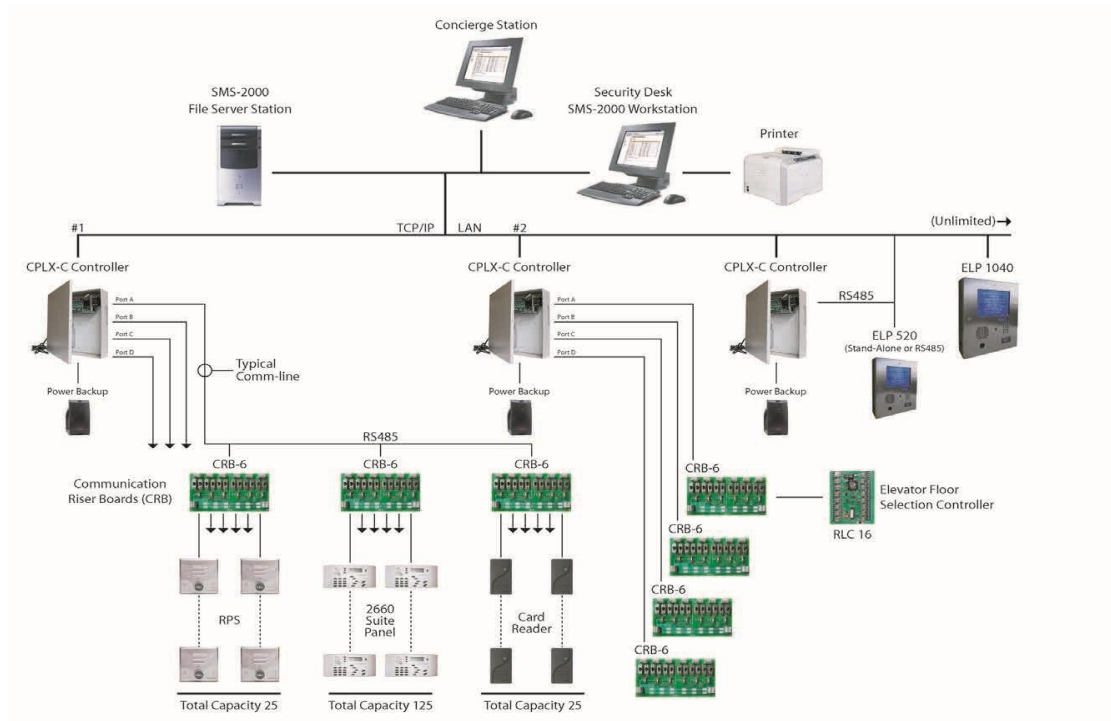 Concierge Station
SMS-2000
File Server Station
Security Desk
SMS-2000 Workstation
Printer
#1
TCP/IP LAN
#2
(Unlimited)
CPLX-C Controller
CPLX-C Controller
CPLX-C Controller
ELP 1040
Port A
Port B
Port C
Port D
Port A
Port B
Port C
Port D
RS485
ELP 520
(Stand-Alone or RS485)
Typical
Comm-line
Power Backup
Power Backup
Power Backup
RS485
Communication
Riser Boards (CRB)
CRB-6
CRB-6
CRB-6
CRB-6
Elevator Floor
Selection Controller
RLC 16
CRB-6
CRB-6
CRB-6
RPS
2660
Suite
Panel
Card
Reader
Total Capacity 25
Total Capacity 125
Total Capacity 25